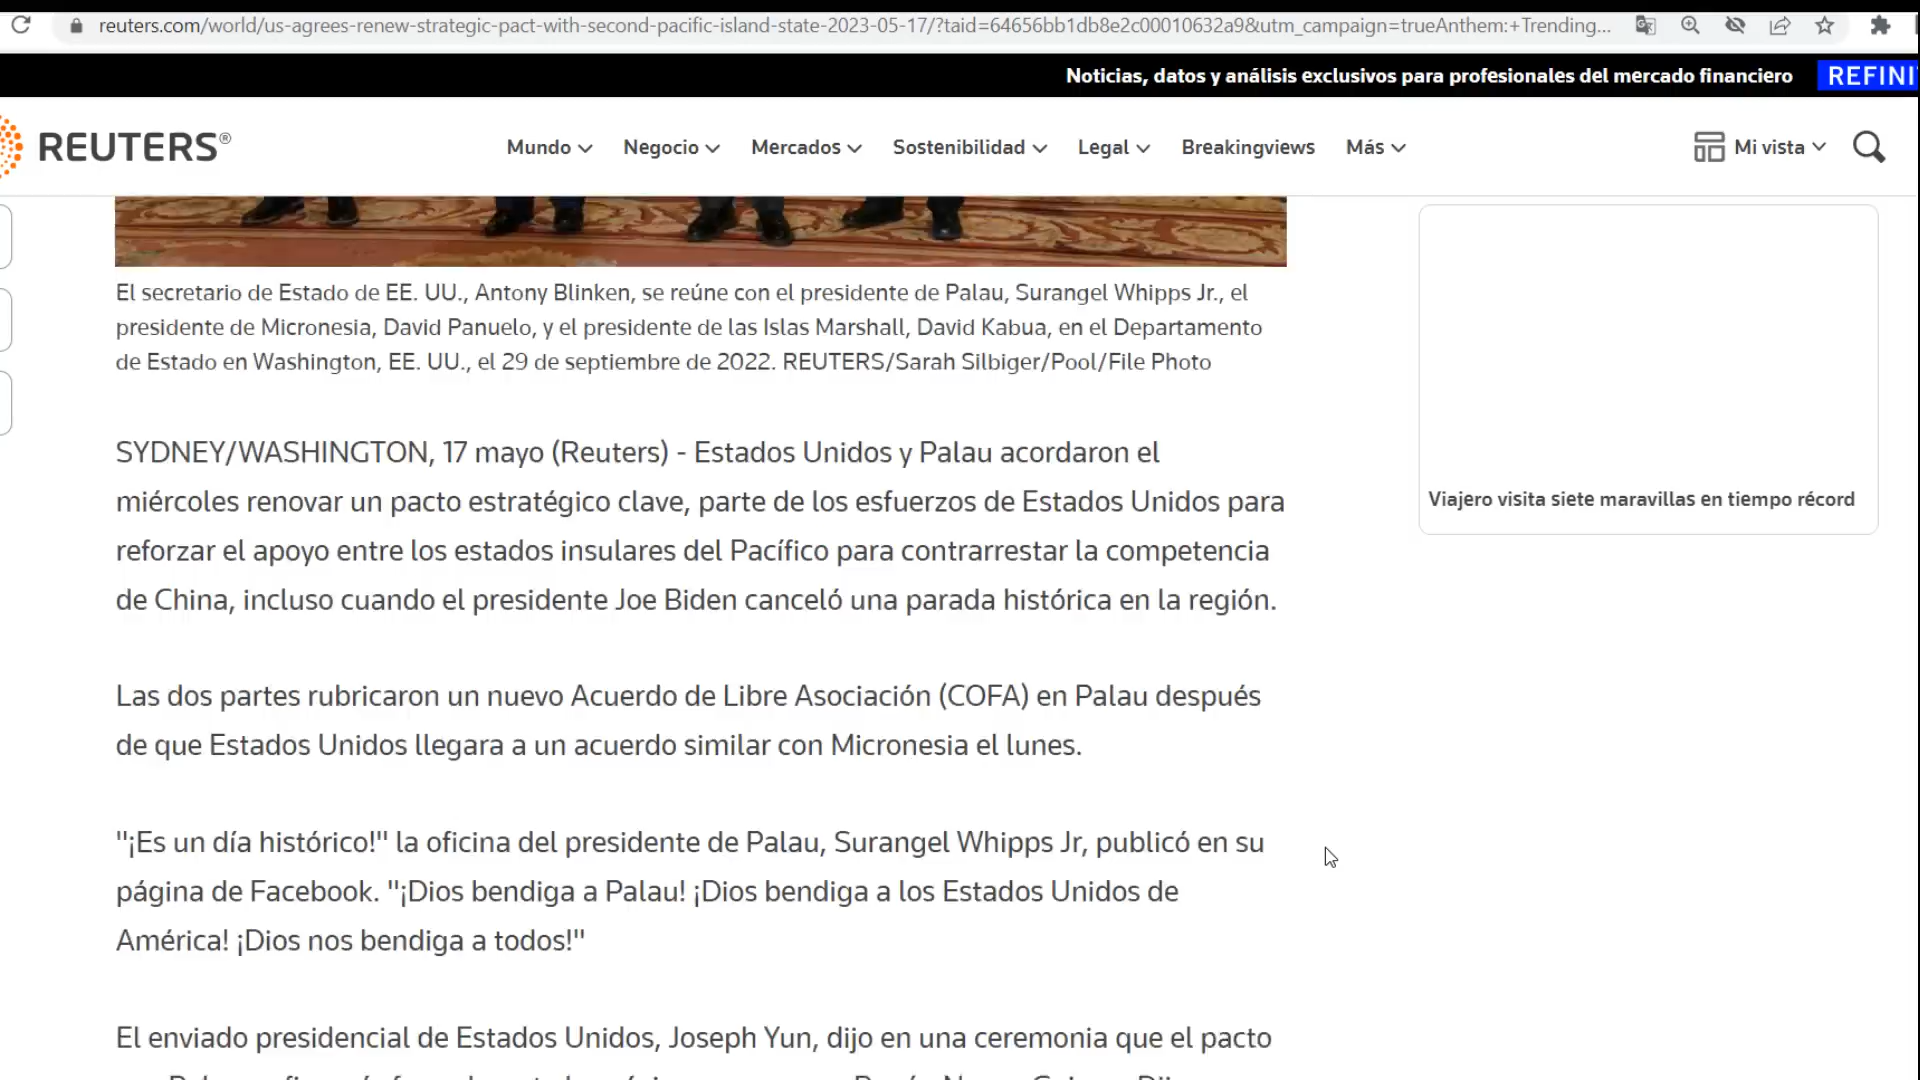 reuters.com/world/us-agrees-renew-strategic-pact-with-second-pacific-island-state-2023-05-17/?taid=64656bb1db8e2c00010632a9&utm_campaign=trueAnthem:+Trending...
Noticias, datos y análisis exclusivos para profesionales del mercado financiero REFINI
REUTERS®
Mundo Negocio Mercados Sostenibilidad Legal Breakingviews Más Mi vista
El secretario de Estado de EE. UU., Antony Blinken, se reúne con el presidente de Palau, Surangel Whipps Jr., el
presidente de Micronesia, David Panuelo, y el presidente de las Islas Marshall, David Kabua, en el Departamento
de Estado en Washington, EE. UU., el 29 de septiembre de 2022. REUTERS/Sarah Silbiger/Pool/File Photo
Viajero visita siete maravillas en tiempo récord
SYDNEY/WASHINGTON, 17 mayo (Reuters) - Estados Unidos y Palau acordaron el
miércoles renovar un pacto estratégico clave, parte de los esfuerzos de Estados Unidos para
reforzar el apoyo entre los estados insulares del Pacífico para contrarrestar la competencia
de China, incluso cuando el presidente Joe Biden canceló una parada histórica en la región.
Las dos partes rubricaron un nuevo Acuerdo de Libre Asociación (COFA) en Palau después
de que Estados Unidos llegara a un acuerdo similar con Micronesia el lunes.
"¡Es un día histórico!" la oficina del presidente de Palau, Surangel Whipps Jr, publicó en su
página de Facebook. "¡Dios bendiga a Palau! ¡Dios bendiga a los Estados Unidos de
América! ¡Dios nos bendiga a todos!"
El enviado presidencial de Estados Unidos, Joseph Yun, dijo en una ceremonia que el pacto